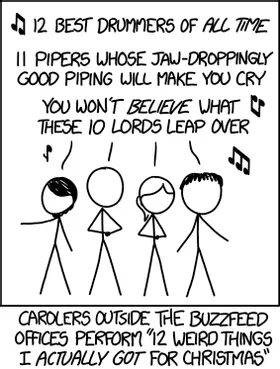 12 BEST DRUMMERS OF ALL TIME
11 PIPERS WHOSE JAW-DROPPINGLY
GOOD PIPING WILL MAKE YOU CRY
YOU WON'T BELIEVE WHAT
THESE 10 LORDS LEAP OVER
CAROLERS OUTSIDE THE BUZZFEED
OFFICES PERFORM "12 WEIRD THINGS
I ACTUALLY GOT FOR CHRISTMAS"